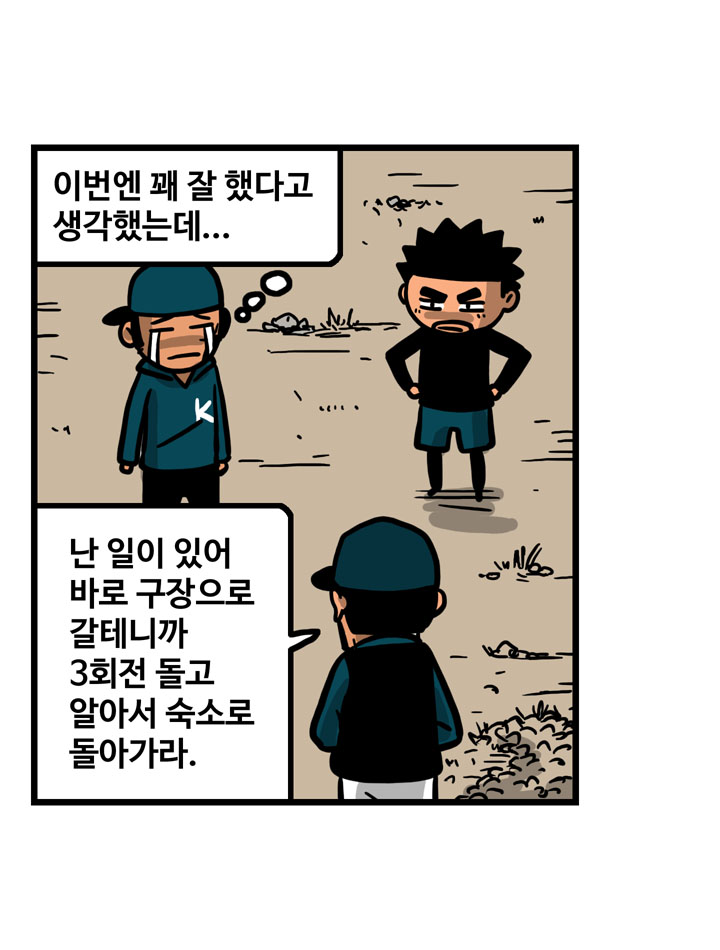 이번엔 꽤 잘 했다고
생각했는데...
K
난 일이 있어
바로 구장으로
갈테니까
3회전 돌고
알아서 숙소로
돌아가라.